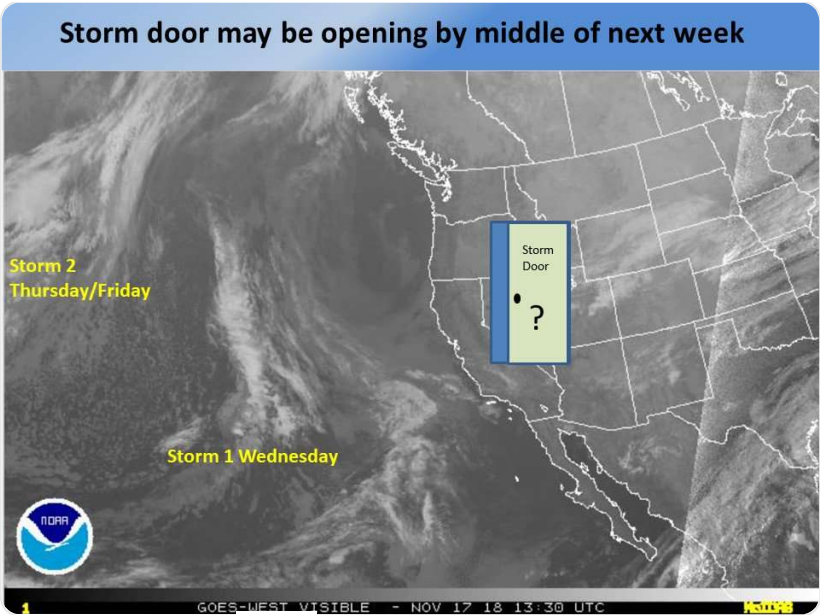 Storm door may be opening by middle of next week
Storm
Door
?
Storm 2
Thursday/Friday
Storm 1 Wednesday
NOAA
1
GOES-WEST VISIBLE - NOV 17 18 13:30 UTC